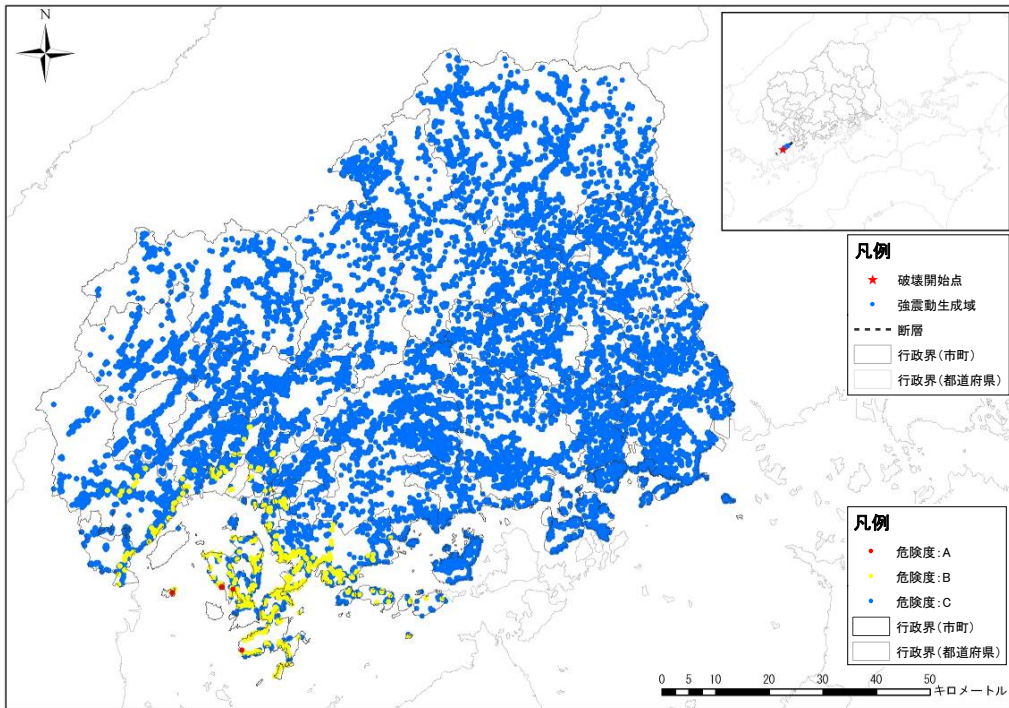 N
凡例
破壊開始点
強震動生成域
断層
行政界(市町)
行政界(都道府県)
凡例
危険度:A
危険度:B
危険度:C
行政界(市町)
行政界(都道府県)
0 5 10 20 30 40 50
キロメートル